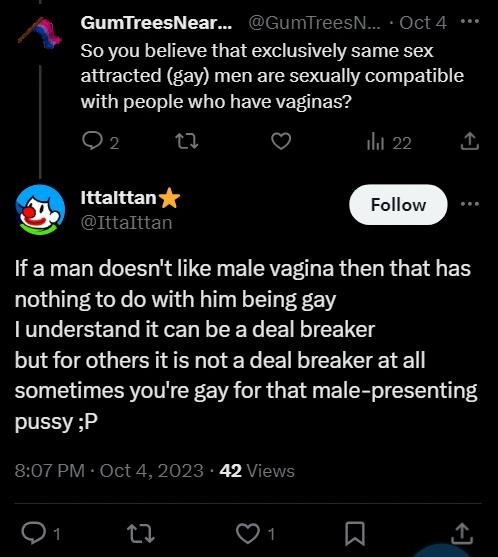 GumTreesNear... @GumTreesN... · Oct 4 ···
So you believe that exclusively same sex
attracted (gay) men are sexually compatible
with people who have vaginas?
2 22
IttaIttan⭐
@IttaIttan
Follow ···
If a man doesn't like male vagina then that has
nothing to do with him being gay
I understand it can be a deal breaker
but for others it is not a deal breaker at all
sometimes you're gay for that male-presenting
pussy ;P
8:07 PM · Oct 4, 2023 · 42 Views
1 1